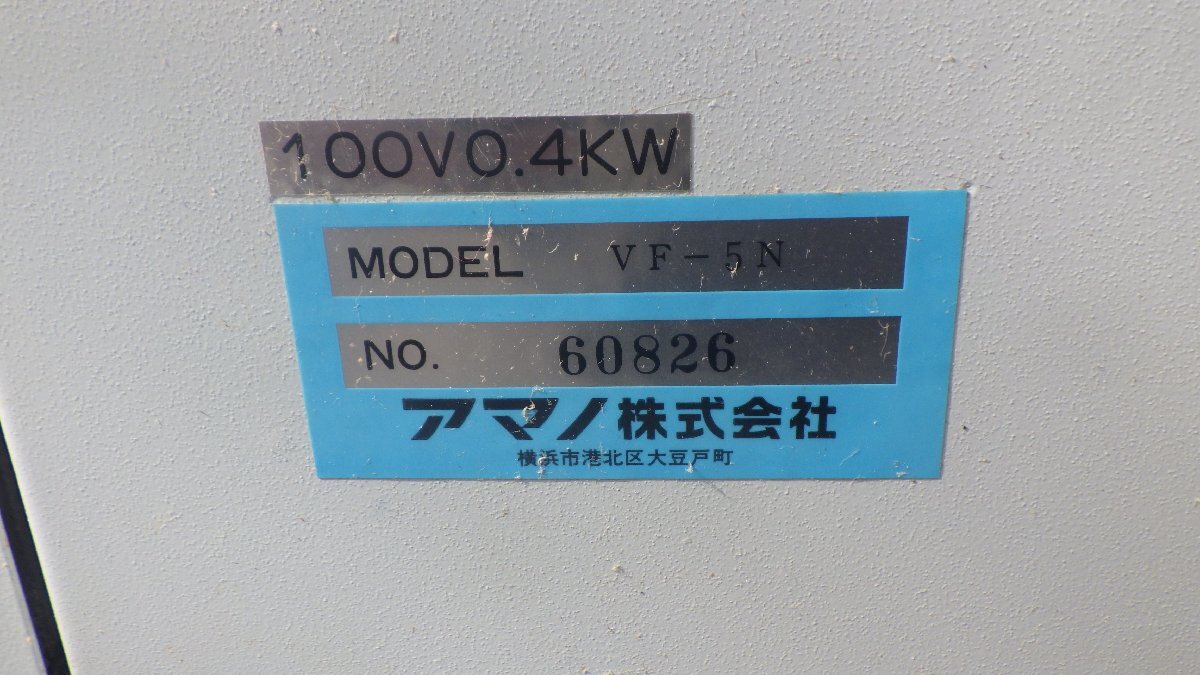 100V0.4KW
MODEL VF-5N
NO. 60826
アマノ株式会社
横浜市港北区大豆戸町